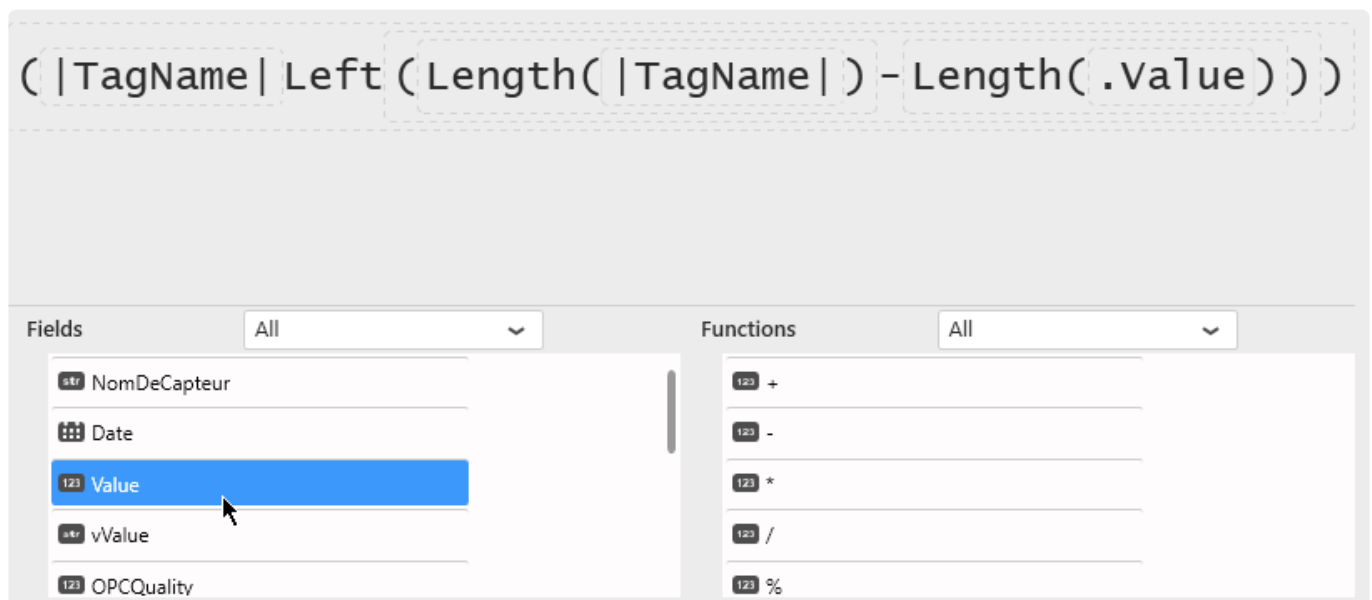 (|TagName|Left(Length(|TagName|)-Length(.Value)))
Fields All Functions All
str NomDeCapteur 123 +
Date 123 -
123 Value 123 *
str vValue 123 /
123 OPCQuality 123 %